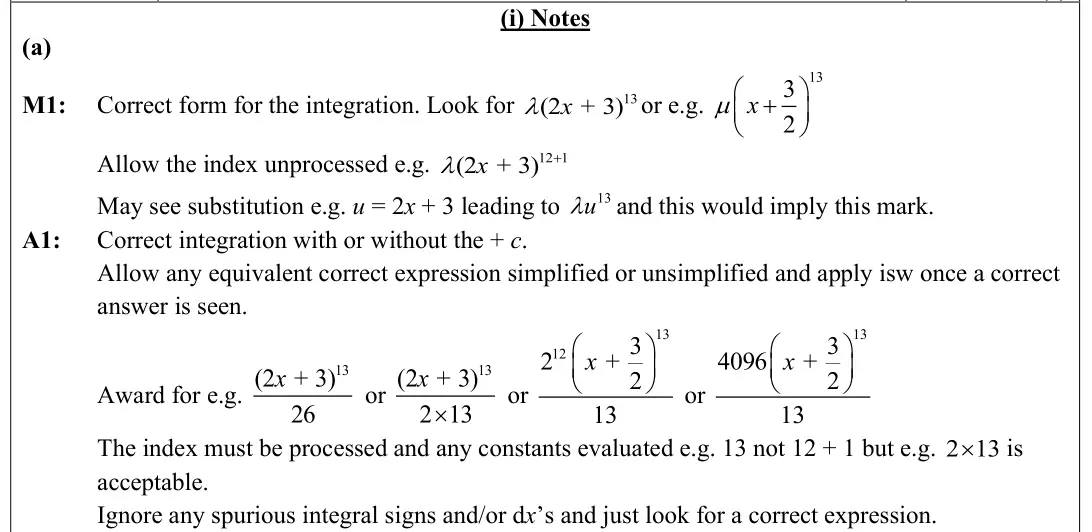 (i) Notes
(a)
M1: Correct form for the integration. Look for λ(2x + 3)¹³ or e.g. μ(x + 3/2)¹³
Allow the index unprocessed e.g. λ(2x + 3)¹²⁺¹
May see substitution e.g. u = 2x + 3 leading to λu¹³ and this would imply this mark.
A1: Correct integration with or without the + c.
Allow any equivalent correct expression simplified or unsimplified and apply isw once a correct
answer is seen.
Award for e.g. (2x + 3)¹³/26 or (2x + 3)¹³/2×13 or 2¹²(x + 3/2)¹³/13 or 4096(x + 3/2)¹³/13
The index must be processed and any constants evaluated e.g. 13 not 12 + 1 but e.g. 2×13 is
acceptable.
Ignore any spurious integral signs and/or dx’s and just look for a correct expression.